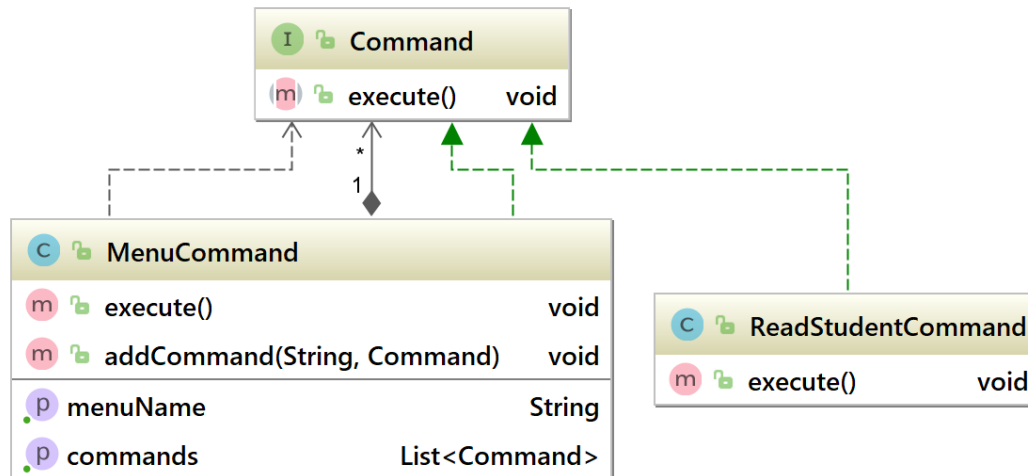 I Command
m execute() void
*
1
C MenuCommand
m execute() void
m addCommand(String, Command) void
p menuName String
p commands List<Command>
C ReadStudentCommand
m execute() void